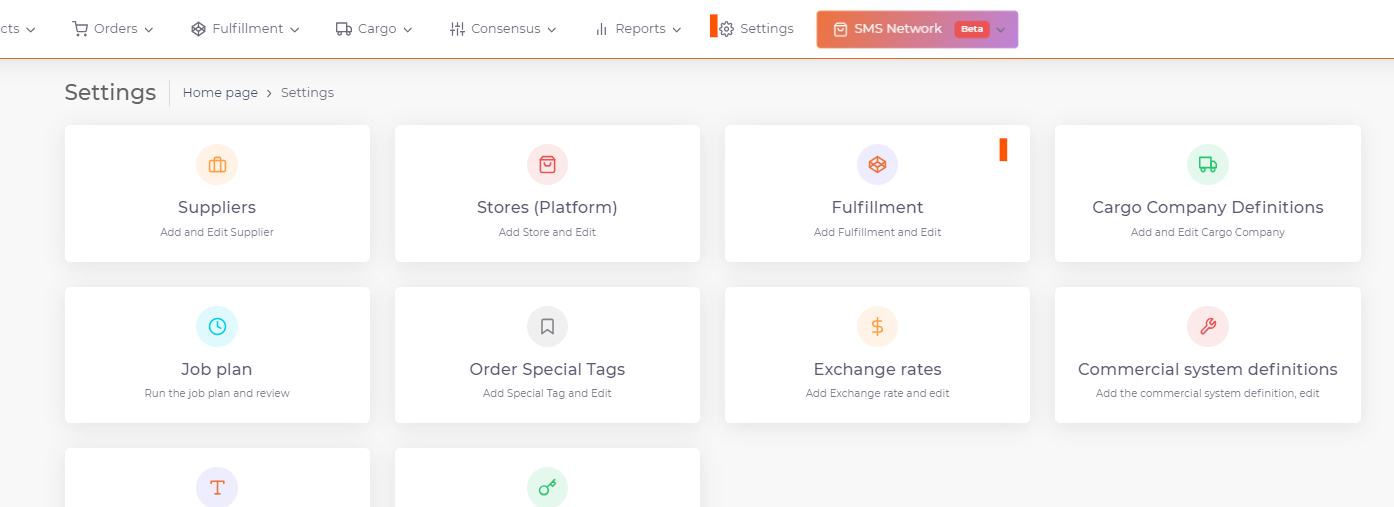 cts Orders Fulfillment Cargo Consensus Reports Settings SMS Network Beta
Settings Home page > Settings
Suppliers
Add and Edit Supplier
Stores (Platform)
Add Store and Edit
Fulfillment
Add Fulfillment and Edit
Cargo Company Definitions
Add and Edit Cargo Company
Job plan
Run the job plan and review
Order Special Tags
Add Special Tag and Edit
Exchange rates
Add Exchange rate and edit
Commercial system definitions
Add the commercial system definition, edit